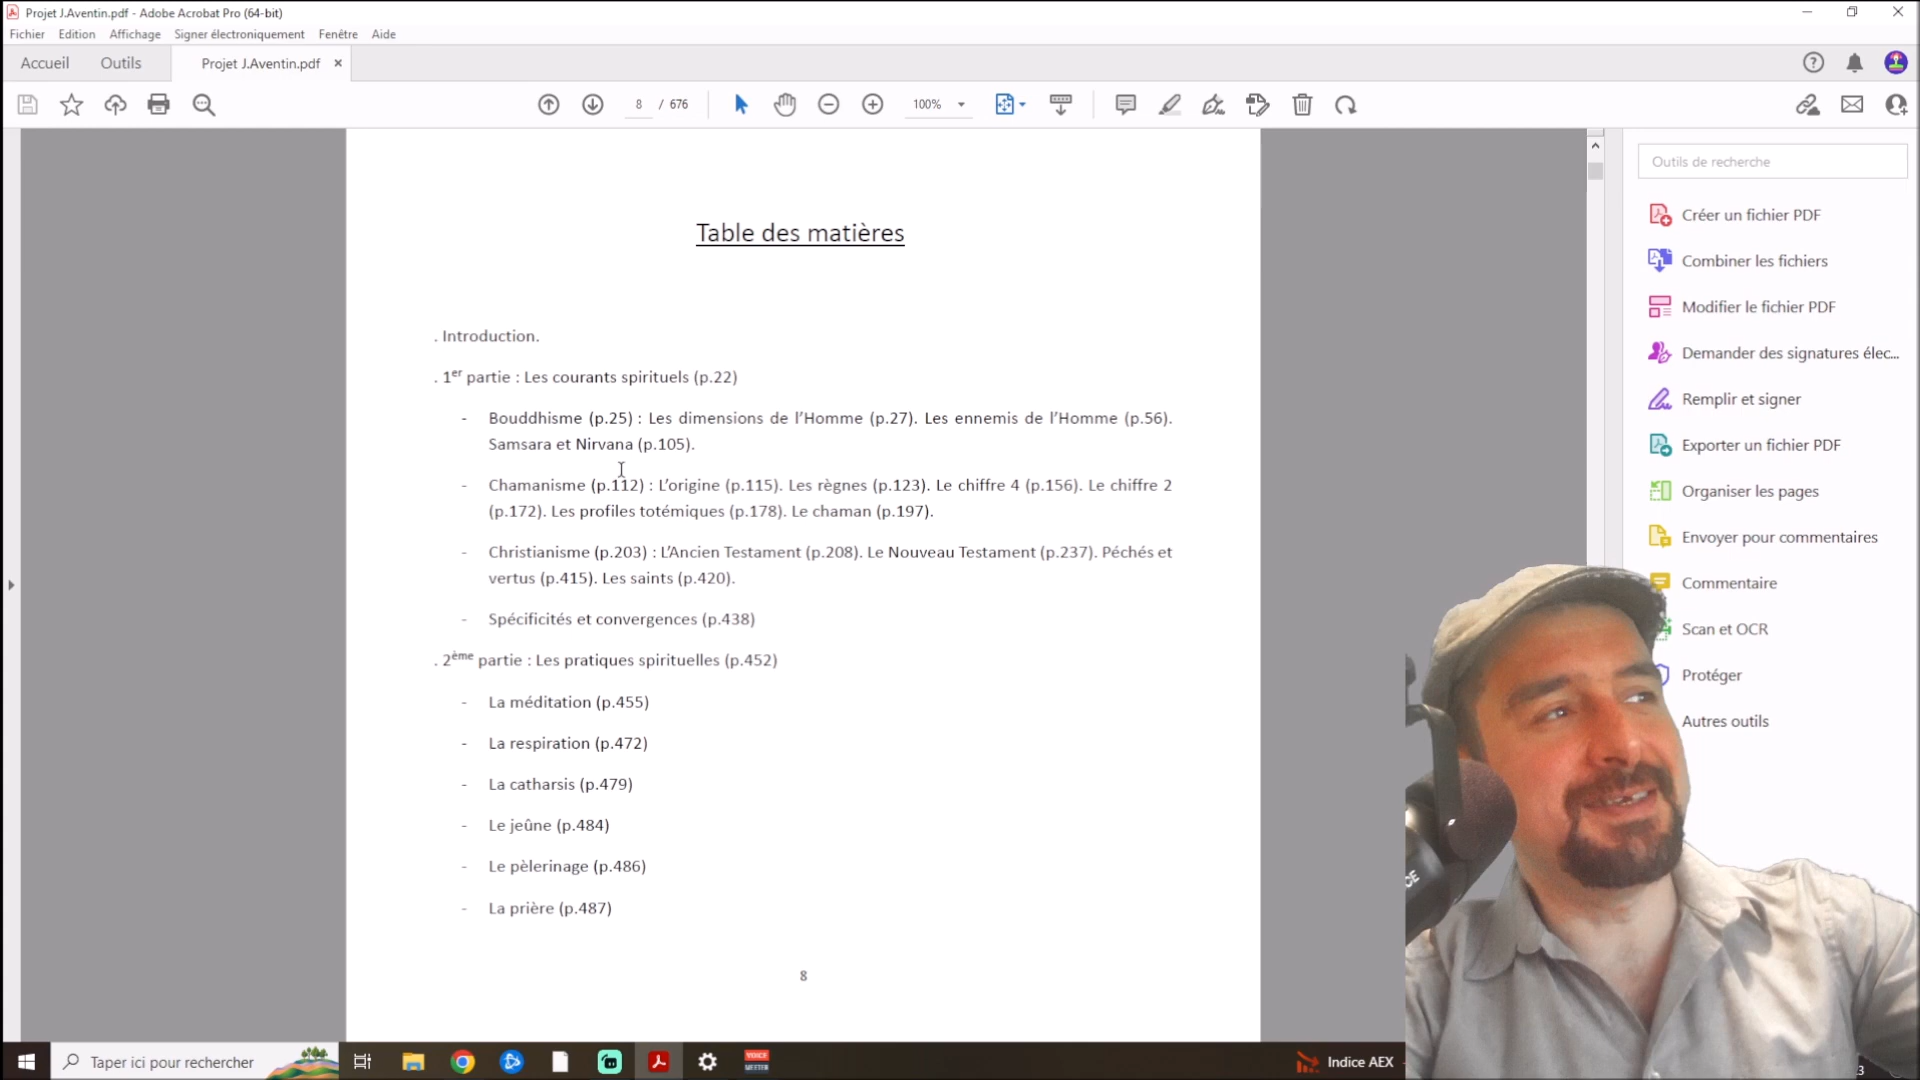 Projet J.Aventin.pdf - Adobe Acrobat Pro (64-bit)
Fichier Edition Affichage Signer électroniquement Fenêtre Aide
Accueil Outils Projet J.Aventin.pdf
8 / 676 100%
Outils de recherche
Créer un fichier PDF
Combiner les fichiers
Modifier le fichier PDF
Demander des signatures élec...
Remplir et signer
Exporter un fichier PDF
Organiser les pages
Envoyer pour commentaires
Commentaire
Scan et OCR
Protéger
Autres outils
Table des matières
. Introduction.
. 1er partie : Les courants spirituels (p.22)
- Bouddhisme (p.25) : Les dimensions de l’Homme (p.27). Les ennemis de l’Homme (p.56).
Samsara et Nirvana (p.105).
- Chamanisme (p.112) : L’origine (p.115). Les règnes (p.123). Le chiffre 4 (p.156). Le chiffre 2
(p.172). Les profiles totémiques (p.178). Le chaman (p.197).
- Christianisme (p.203) : L’Ancien Testament (p.208). Le Nouveau Testament (p.237). Péchés et
vertus (p.415). Les saints (p.420).
- Spécificités et convergences (p.438)
. 2ème partie : Les pratiques spirituelles (p.452)
- La méditation (p.455)
- La respiration (p.472)
- La catharsis (p.479)
- Le jeûne (p.484)
- Le pèlerinage (p.486)
- La prière (p.487)
8
Taper ici pour rechercher
VOICE
Indice AEX